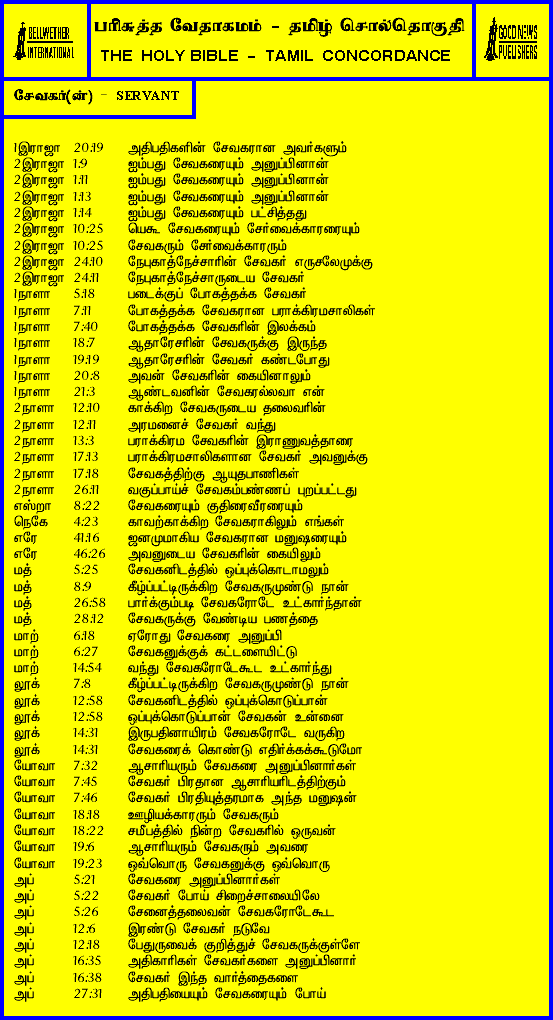 BELLWETHER
INTERNATIONAL
பரிசுத்த வேதாகமம் - தமிழ் சொல்தொகுதி
THE HOLY BIBLE - TAMIL CONCORDANCE
GOOD NEWS
PUBLISHERS
சேவகர்(ன்) - SERVANT
1இராஜா 20:19 அதிபதிகளின் சேவகரான அவர்களும்
2இராஜா 1:9 ஐம்பது சேவகரையும் அனுப்பினான்
2இராஜா 1:11 ஐம்பது சேவகரையும் அனுப்பினான்
2இராஜா 1:13 ஐம்பது சேவகரையும் அனுப்பினான்
2இராஜா 1:14 ஐம்பது சேவகரையும் பட்சித்தது
2இராஜா 10:25 யெகூ சேவகரையும் சேர்வைக்காரரையும்
2இராஜா 10:25 சேவகரும் சேர்வைக்காரரும்
2இராஜா 24:10 நேபுகாத்நேச்சாரின் சேவகர் எருசலேமுக்கு
2இராஜா 24:11 நேபுகாத்நேச்சாருடைய சேவகர்
1நாளா 5:18 படைக்குப் போகத்தக்க சேவகர்
1நாளா 7:11 போகத்தக்க சேவகரான பராக்கிரமசாலிகள்
1நாளா 7:40 போகத்தக்க சேவகரின் இலக்கம்
1நாளா 18:7 ஆதாரேசரின் சேவகருக்கு இருந்த
1நாளா 19:19 ஆதாரேசரின் சேவகர் கண்டபோது
1நாளா 20:8 அவன் சேவகரின் கையினாலும்
1நாளா 21:3 ஆண்டவனின் சேவகரல்லவா என்
2நாளா 12:10 காக்கிற சேவகருடைய தலைவரின்
2நாளா 12:11 அரமனைச் சேவகர் வந்து
2நாளா 13:3 பராக்கிரம சேவகரின் இராணுவத்தாரை
2நாளா 17:13 பராக்கிரமசாலிகளான சேவகர் அவனுக்கு
2நாளா 17:18 சேவகத்திற்கு ஆயுதபாணிகள்
2நாளா 26:11 வகுப்பாய்ச் சேவகம்பண்ணப் புறப்பட்டது
எஸ்றா 8:22 சேவகரையும் குதிரைவீரரையும்
நெகே 4:23 காவற்காக்கிற சேவகராகிலும் எங்கள்
எரே 41:16 ஜனமுமாகிய சேவகரான மனுஷரையும்
எரே 46:26 அவனுடைய சேவகரின் கையிலும்
மத் 5:25 சேவகனிடத்தில் ஒப்புக்கொடாமலும்
மத் 8:9 கீழ்ப்பட்டிருக்கிற சேவகருமுண்டு நான்
மத் 26:58 பார்க்கும்படி சேவகரோடே உட்கார்ந்தான்
மத் 28:12 சேவகருக்கு வேண்டிய பணத்தை
மாற் 6:18 ஏரோது சேவகரை அனுப்பி
மாற் 6:27 சேவகனுக்குக் கட்டளையிட்டு
மாற் 14:54 வந்து சேவகரோடேகூட உட்கார்ந்து
லூக் 7:8 கீழ்ப்பட்டிருக்கிற சேவகருமுண்டு நான்
லூக் 12:58 சேவகனிடத்தில் ஒப்புக்கொடுப்பான்
லூக் 12:58 ஒப்புக்கொடுப்பான் சேவகன் உன்னை
லூக் 14:31 இருபதினாயிரம் சேவகரோடே வருகிற
லூக் 14:31 சேவகரைக் கொண்டு எதிர்க்கக்கூடுமோ
யோவா 7:32 ஆசாரியரும் சேவகரை அனுப்பினார்கள்
யோவா 7:45 சேவகர் பிரதான ஆசாரியரிடத்திற்கும்
யோவா 7:46 சேவகர் பிரதியுத்தரமாக அந்த மனுஷன்
யோவா 18:18 ஊழியக்காரரும் சேவகரும்
யோவா 18:22 சமீபத்தில் நின்ற சேவகரில் ஒருவன்
யோவா 19:6 ஆசாரியரும் சேவகரும் அவரை
யோவா 19:23 ஒவ்வொரு சேவகனுக்கு ஒவ்வொரு
அப் 5:21 சேவகரை அனுப்பினார்கள்
அப் 5:22 சேவகர் போய் சிறைச்சாலையிலே
அப் 5:26 சேனைத்தலைவன் சேவகரோடேகூட
அப் 12:6 இரண்டு சேவகர் நடுவே
அப் 12:18 பேதுருவைக் குறித்துச் சேவகருக்குள்ளே
அப் 16:35 அதிகாரிகள் சேவகர்களை அனுப்பினார்
அப் 16:38 சேவகர் இந்த வார்த்தைகளை
அப் 27:31 அதிபதியையும் சேவகரையும் போய்